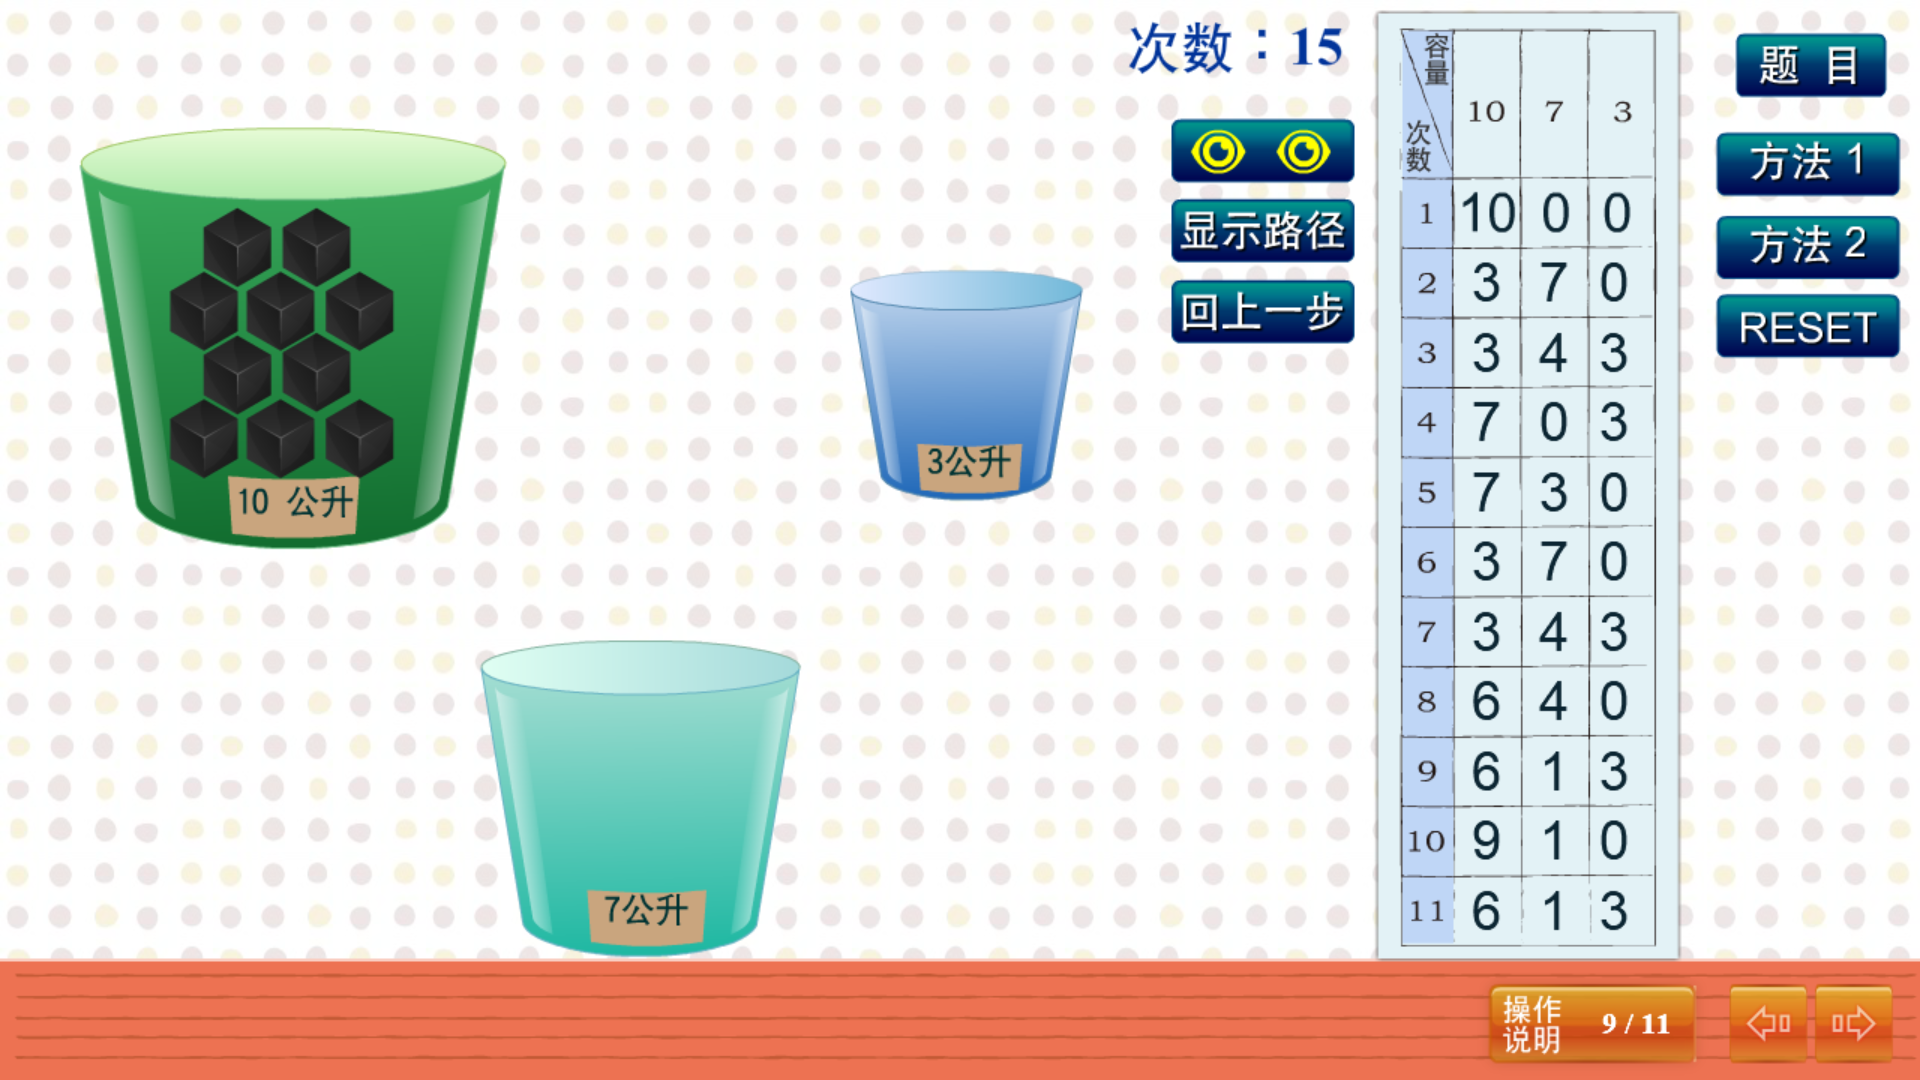 次数：15
题 目
方法 1
方法 2
RESET
显示路径
回上一步
10 公升
3公升
7公升
容量
次数
10 7 3
1 10 0 0
2 3 7 0
3 3 4 3
4 7 0 3
5 7 3 0
6 3 7 0
7 3 4 3
8 6 4 0
9 6 1 3
10 9 1 0
11 6 1 3
操作
说明
9 / 11